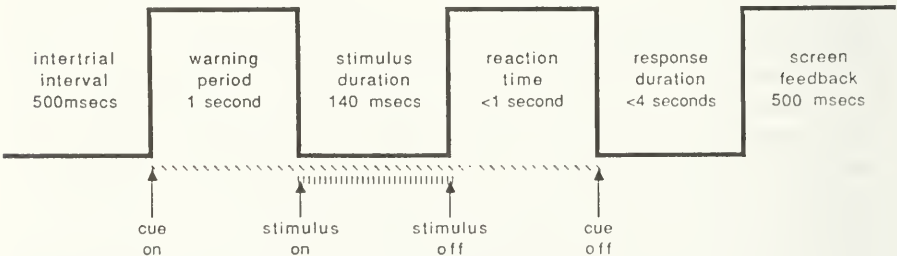 intertrial
interval
500msecs
warning
period
1 second
stimulus
duration
140 msecs
reaction
time
<1 second
response
duration
<4 seconds
screen
feedback
500 msecs
cue
on
stimulus
on
stimulus
off
cue
off